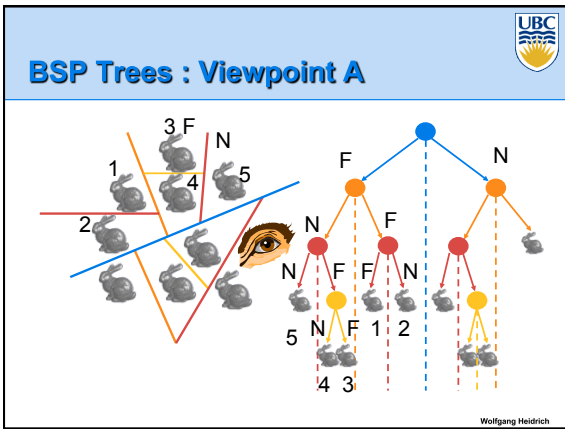 UBC
BSP Trees : Viewpoint A
3 F
N
1
4
5
2
F
N
N
F
N
F
F
N
5
N
F
1
2
4
3
Wolfgang Heidrich